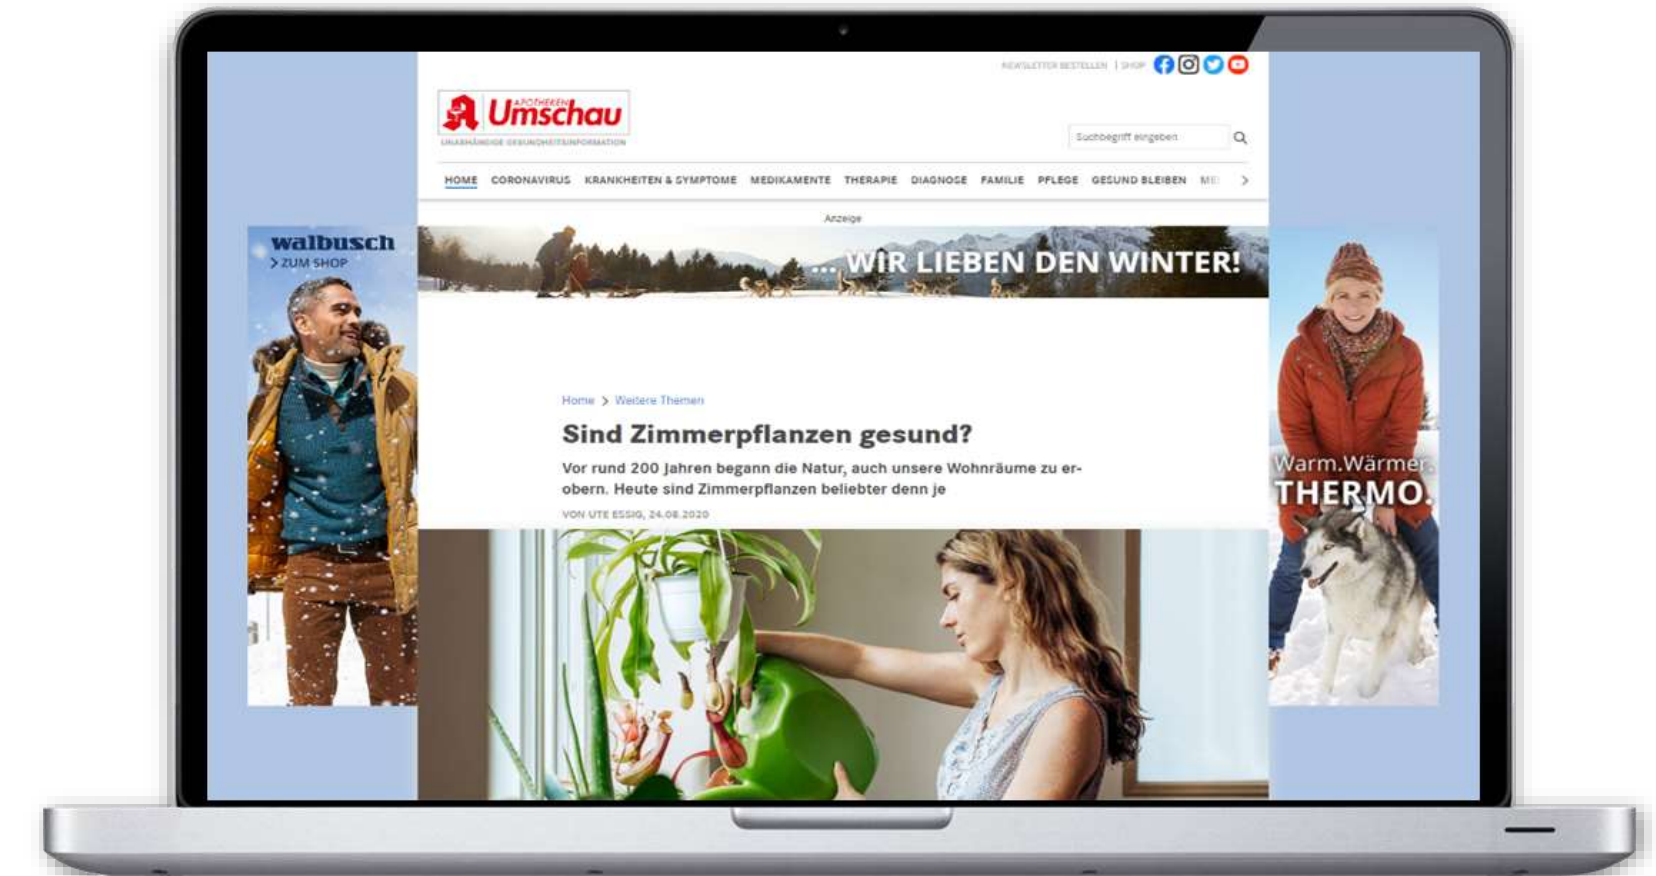 NEWSLETTER BESTELLEN | SHOP
APOTHEKEN
Umschau
UNABHÄNGIGE GESUNDHEITSINFORMATION
Suchbegriff eingeben
HOME CORONAVIRUS KRANKHEITEN & SYMPTOME MEDIKAMENTE THERAPIE DIAGNOSE FAMILIE PFLEGE GESUND BLEIBEN
Anzeige
walbusch
> ZUM SHOP
... WIR LIEBEN DEN WINTER!
Home > Weitere Themen
Sind Zimmerpflanzen gesund?
Vor rund 200 Jahren begann die Natur, auch unsere Wohnräume zu er-
obern. Heute sind Zimmerpflanzen beliebter denn je
VON UTE ESSIG, 24.08.2020
Warm.Wärmer.
THERMO.